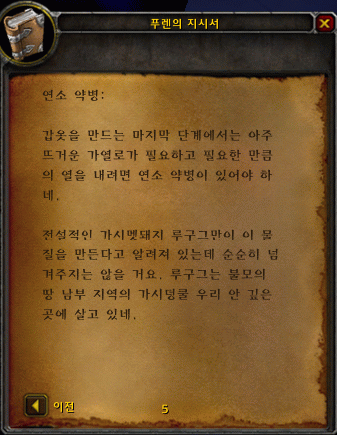 푸렌의 지시서
연소 약병:
갑옷을 만드는 마지막 단계에서는 아주
뜨거운 가열로가 필요하고 필요한 만큼
의 열을 내려면 연소 약병이 있어야 하
네.
전설적인 가시멧돼지 루구그만이 이 물
질을 만든다고 알려져 있는데 순순히 넘
겨주지는 않을 거요. 루구그는 불모의
땅 남부 지역의 가시덩쿨 우리 안 깊은
곳에 살고 있네.
이전
5